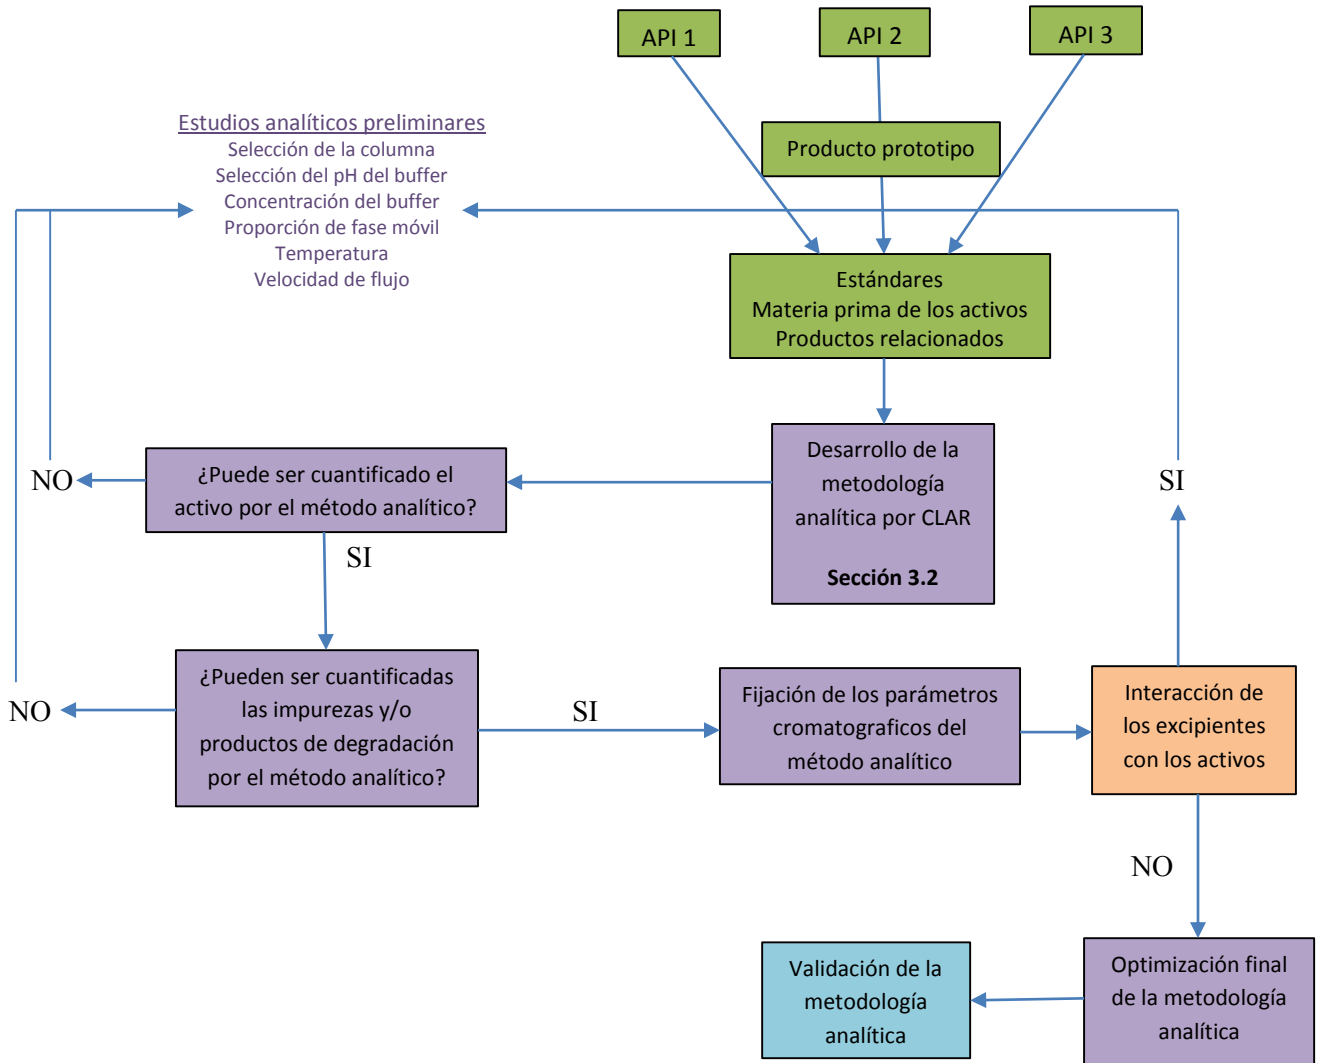 API 1
API 2
API 3
Estudios analíticos preliminares
Selección de la columna
Selección del pH del buffer
Concentración del buffer
Proporción de fase móvil
Temperatura
Velocidad de flujo
Producto prototipo
Estándares
Materia prima de los activos
Productos relacionados
Desarrollo de la
metodología
analítica por CLAR
Sección 3.2
¿Puede ser cuantificado el
activo por el método analítico?
NO
SI
SI
¿Pueden ser cuantificadas
las impurezas y/o
productos de degradación
por el método analítico?
NO
SI
Fijación de los parámetros
cromatograficos del
método analítico
Interacción de
los excipientes
con los activos
NO
Optimización final
de la metodología
analítica
Validación de la
metodología
analítica